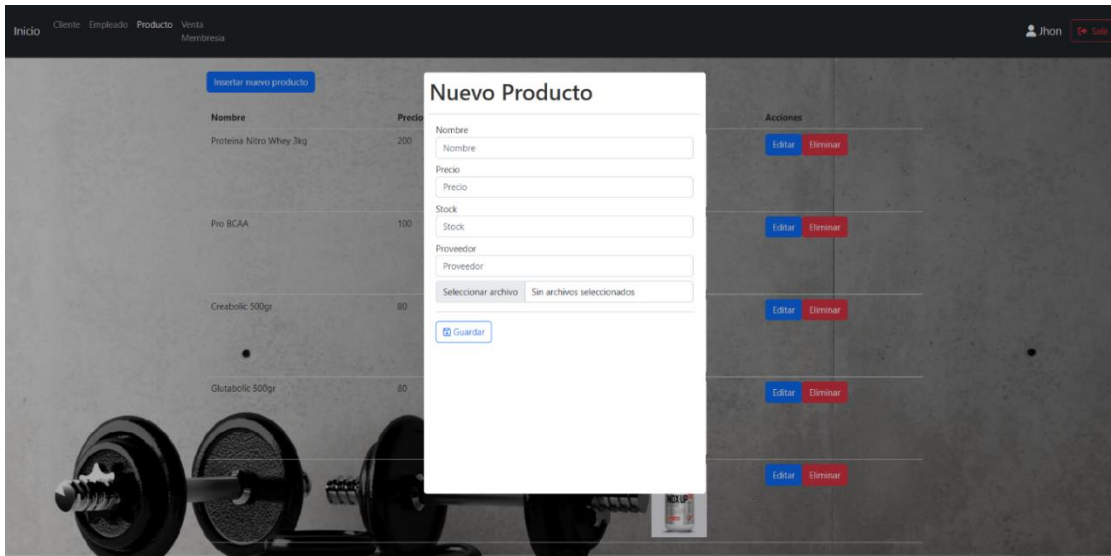 Inicio
Cliente Empleado Producto Venta
Membresia
Jhon
Salir
Insertar nuevo producto
Nuevo Producto
Nombre Precio Acciones
Proteina Nitro Whey 3kg 200 Editar Eliminar
Pro BCAA 100 Editar Eliminar
Creabolic 500gr 80 Editar Eliminar
Glutabolic 500gr 80 Editar Eliminar
Editar Eliminar
Nombre
Nombre
Precio
Precio
Stock
Stock
Proveedor
Proveedor
Seleccionar archivo Sin archivos seleccionados
Guardar
NOX UP